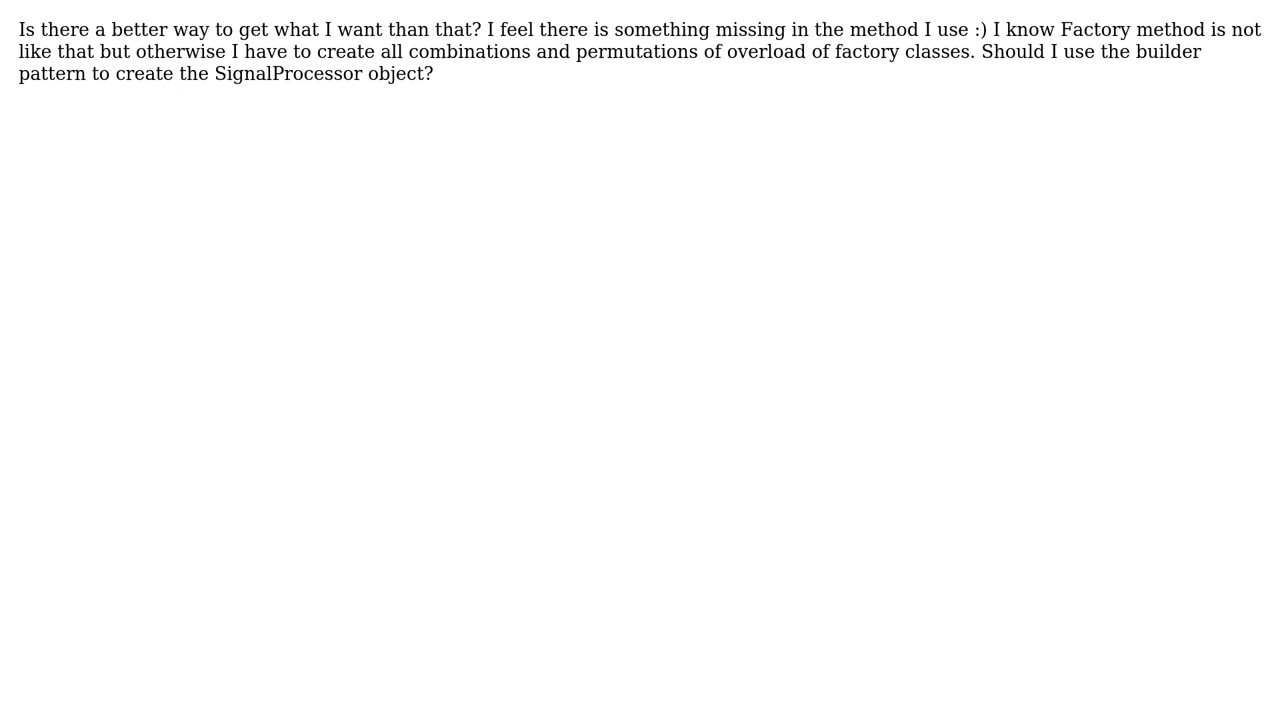 Is there a better way to get what I want than that? I feel there is something missing in the method I use :) I know Factory method is not
like that but otherwise I have to create all combinations and permutations of overload of factory classes. Should I use the builder
pattern to create the SignalProcessor object?